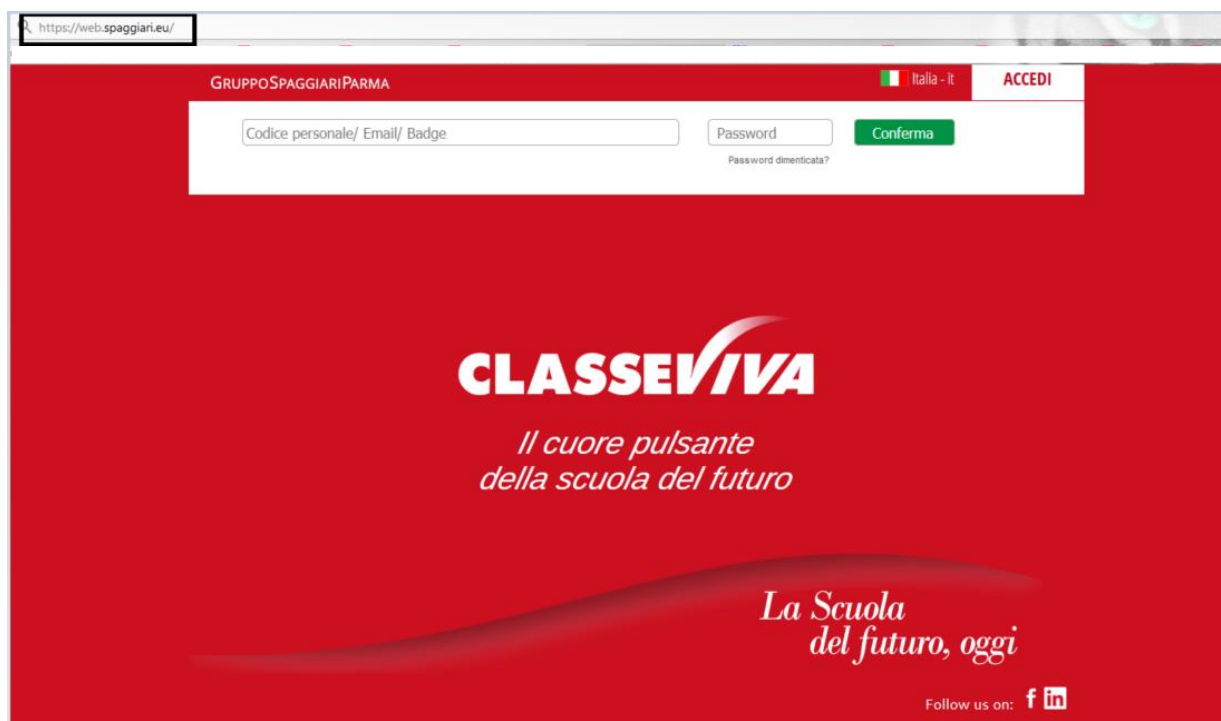 https://web.spaggiari.eu/
GRUPPOSPAGGIARIPARMA
Italia - it
ACCEDI
Codice personale/ Email/ Badge
Password
Conferma
Password dimenticata?
CLASSEVIVA
Il cuore pulsante
della scuola del futuro
La Scuola
del futuro, oggi
Follow us on: f in